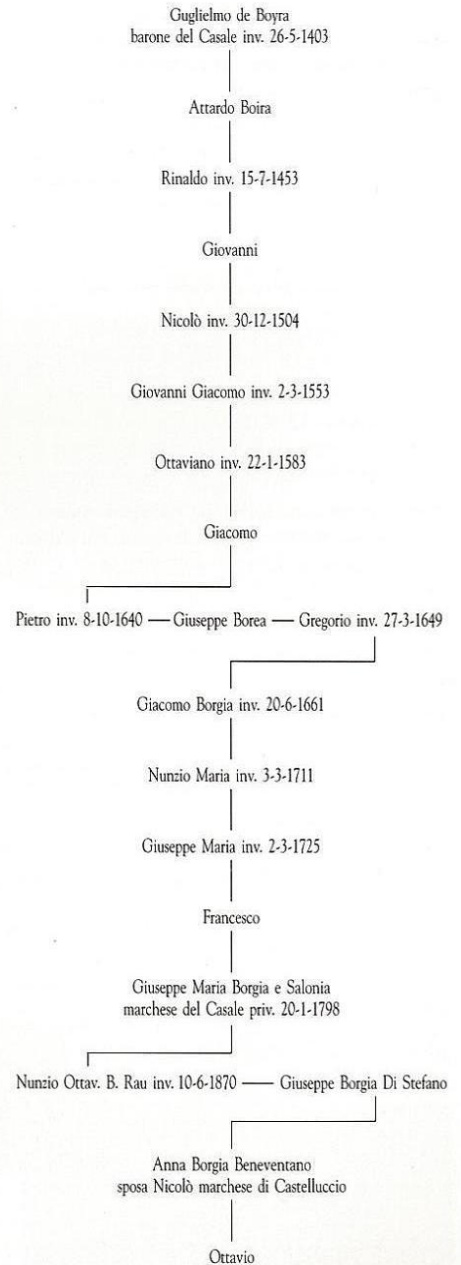 Guglielmo de Boyra
barone del Casale inv. 26-5-1403
Attardo Boira
Rinaldo inv. 15-7-1453
Giovanni
Nicolò inv. 30-12-1504
Giovanni Giacomo inv. 2-3-1553
Ottaviano inv. 22-1-1583
Giacomo
Pietro inv. 8-10-1640 — Giuseppe Borea — Gregorio inv. 27-3-1649
Giacomo Borgia inv. 20-6-1661
Nunzio Maria inv. 3-3-1711
Giuseppe Maria inv. 2-3-1725
Francesco
Giuseppe Maria Borgia e Salonia
marchese del Casale priv. 20-1-1798
Nunzio Ottav. B. Rau inv. 10-6-1870 — Giuseppe Borgia Di Stefano
Anna Borgia Beneventano
sposa Nicolò marchese di Castelluccio
Ottavio